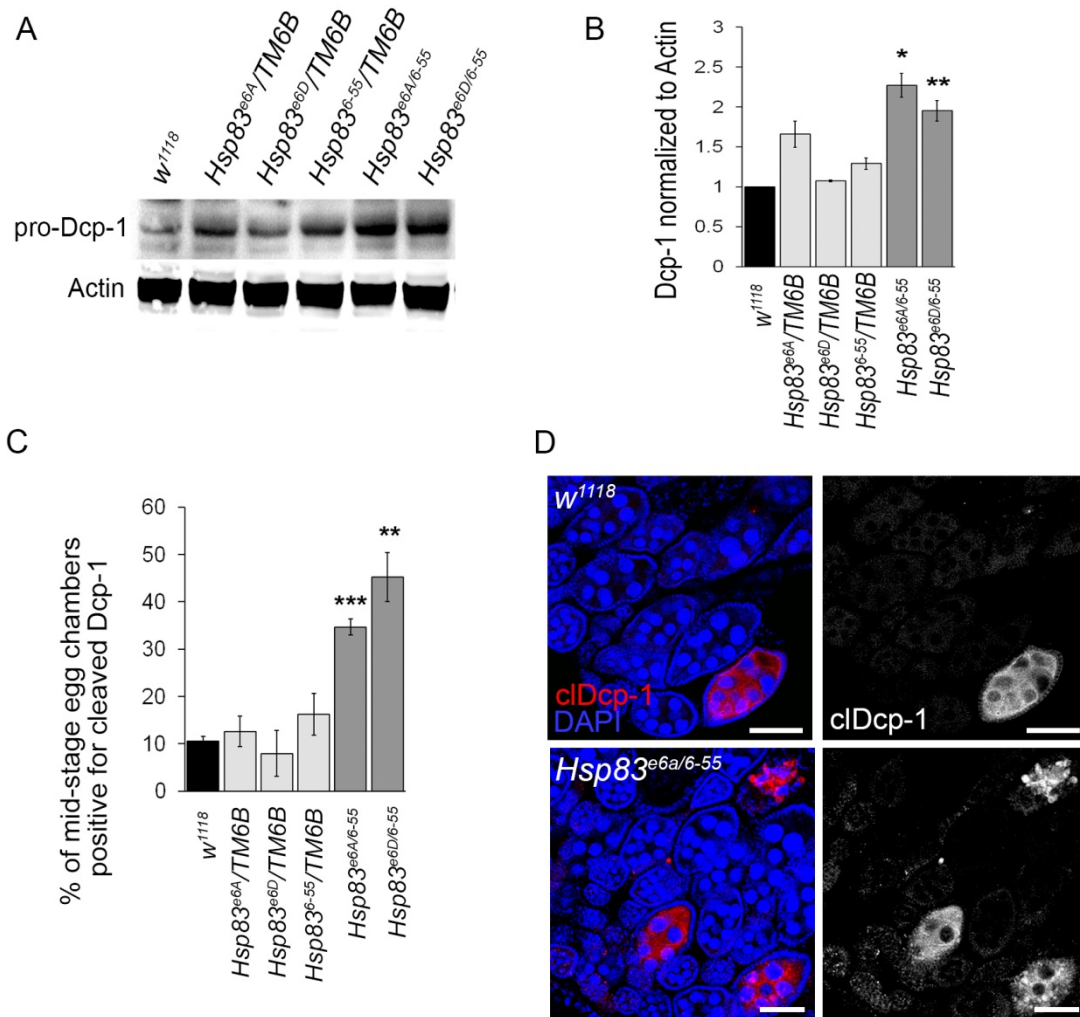 A
w1118
Hsp83e6A/TM6B
Hsp83e6D/TM6B
Hsp836-55/TM6B
Hsp83e6A/6-55
Hsp83e6D/6-55
pro-Dcp-1
Actin
B
Dcp-1 normalized to Actin
3
2.5
2
1.5
1
0.5
0
*
**
w1118
Hsp83e6A/TM6B
Hsp83e6D/TM6B
Hsp836-55/TM6B
Hsp83e6A/6-55
Hsp83e6D/6-55
C
% of mid-stage egg chambers
positive for cleaved Dcp-1
60
50
40
30
20
10
0
***
**
w1118
Hsp83e6A/TM6B
Hsp83e6D/TM6B
Hsp836-55/TM6B
Hsp83e6A/6-55
Hsp83e6D/6-55
D
w1118
clDcp-1
DAPI
clDcp-1
Hsp83e6a/6-55